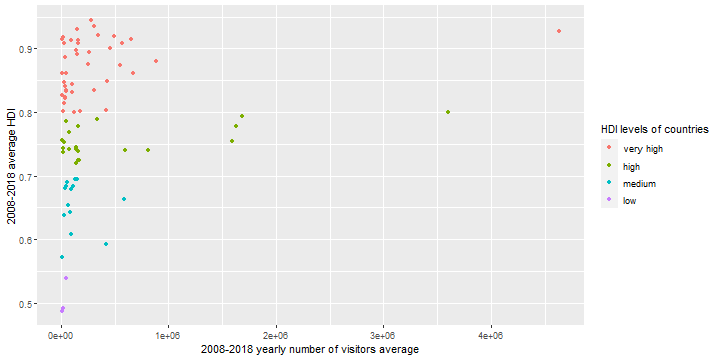 0.9
0.8
0.7
0.6
0.5
2008-2018 average HDI
0e+00
1e+06
2e+06
3e+06
4e+06
2008-2018 yearly number of visitors average
HDI levels of countries
very high
high
medium
low